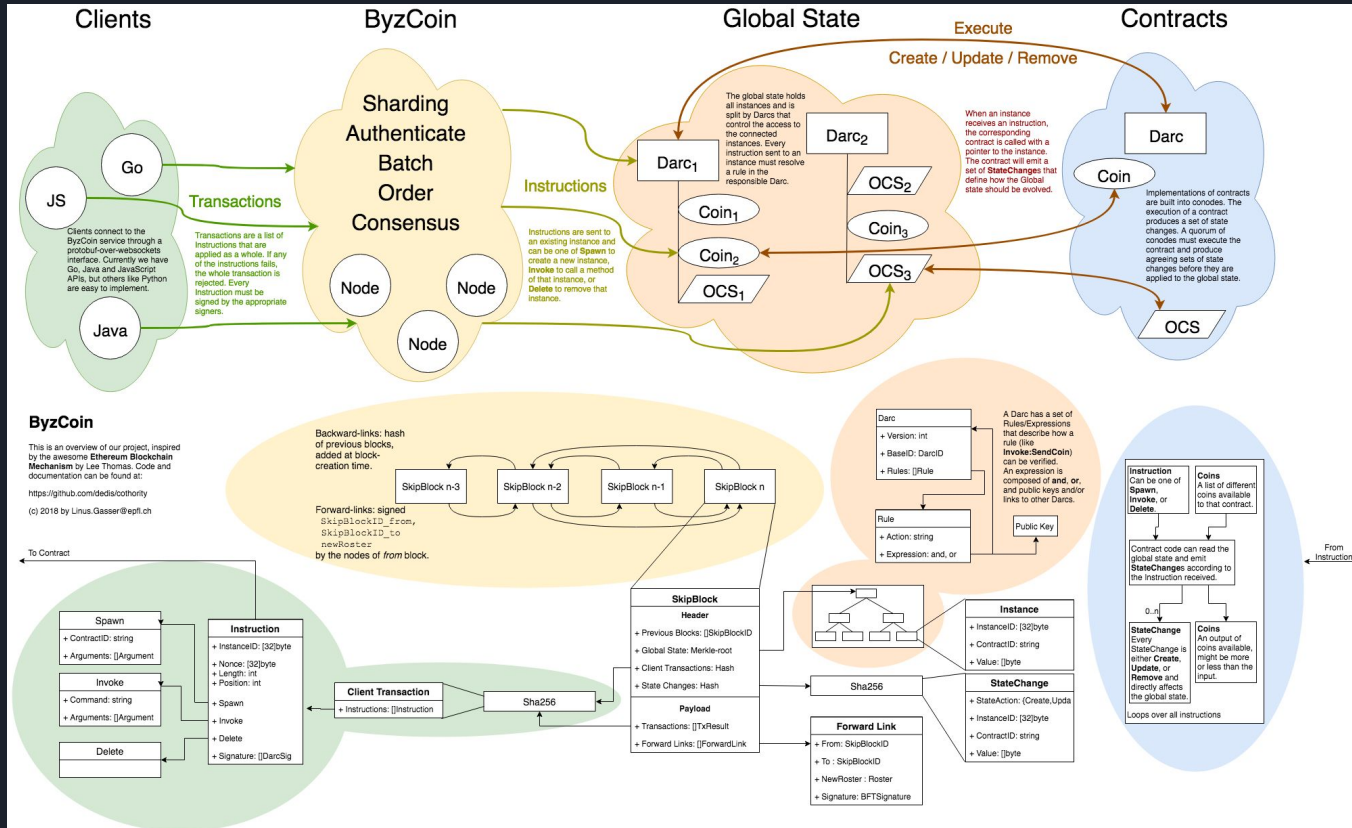 Clients
ByzCoin
Global State
Contracts
Go
JS
Java
Clients connect to the
ByzCoin service through a
protobuf-over-websockets
interface. Currently we have
Go, Java and JavaScript
APIs, but others like Python
are easy to implement.
Transactions
Transactions are a list of
Instructions that are
applied as a whole. If any
of the instructions fails,
the whole transaction is
rejected. Every
Instruction must be
signed by the appropriate
signers.
Sharding
Authenticate
Batch
Order
Consensus
Node
Node
Node
Instructions
Instructions are sent to
an existing instance and
can be one of Spawn to
create a new instance,
Invoke to call a method
of that instance, or
Delete to remove that
instance.
The global state holds
all instances and is
split by Darcs that
control the access to
the connected
instances. Every
instruction sent to an
instance must resolve
a rule in the
responsible Darc.
Darc1
Coin1
Coin2
OCS1
Darc2
OCS2
Coin3
OCS3
Execute
Create / Update / Remove
When an instance
receives an instruction,
the corresponding
contract is called with a
pointer to the instance.
The contract will emit a
set of StateChanges that
define how the Global
state should be evolved.
Darc
Coin
Implementations of contracts
are built into conodes. The
execution of a contract
produces a set of state
changes. A quorum of
conodes must execute
the contract and produce
agreeing sets of state
changes before they are
applied to the global state.
OCS
ByzCoin
This is an overview of our project, inspired
by the awesome Ethereum Blockchain
Mechanism by Lee Thomas. Code and
documentation can be found at:
https://github.com/dedis/cothority
(c) 2018 by Linus.Gasser@epfl.ch
Backward-links: hash
of previous blocks,
added at block-
creation time.
SkipBlock n-3
SkipBlock n-2
SkipBlock n-1
SkipBlock n
Forward-links: signed
SkipBlockID_from,
SkipBlockID_to
newRoster
by the nodes of from block.
Darc
+ Version: int
+ BaseID: DarcID
+ Rules: []Rule
Rule
+ Action: string
+ Expression: and, or
Public Key
A Darc has a set of
Rules/Expressions
that describe how a
rule (like
Invoke:SendCoin)
can be verified.
An expression is
composed of and, or,
and public keys and/or
links to other Darcs.
Instruction
Can be one of
Spawn,
Invoke, or
Delete.
Coins
A list of different
coins available
to that contract.
Contract code can read the
global state and emit
StateChanges according to
the Instruction received.
0..n
StateChange
Every
StateChange is
either Create,
Update, or
Remove and
directly affects
the global state.
Coins
An output of
coins available,
might be more
or less than the
input.
Loops over all instructions
From
Instruction
To Contract
Spawn
+ ContractID: string
+ Arguments: []Argument
Invoke
+ Command: string
+ Arguments: []Argument
Delete
Instruction
+ InstanceID: [32]byte
+ Nonce: [32]byte
+ Length: int
+ Position: int
+ Spawn
+ Invoke
+ Delete
+ Signature: []DarcSig
Client Transaction
+ Instructions: []Instruction
Sha256
SkipBlock
Header
+ Previous Blocks: []SkipBlockID
+ Global State: Merkle-root
+ Client Transactions: Hash
+ State Changes: Hash
Payload
+ Transactions: []TxResult
+ Forward Links: []ForwardLink
Sha256
Instance
+ InstanceID: [32]byte
+ ContractID: string
+ Value: []byte
StateChange
+ StateAction: {Create,Upda
+ InstanceID: [32]byte
+ ContractID: string
+ Value: []byte
Forward Link
+ From: SkipBlockID
+ To : SkipBlockID
+ NewRoster : Roster
+ Signature: BFTSignature